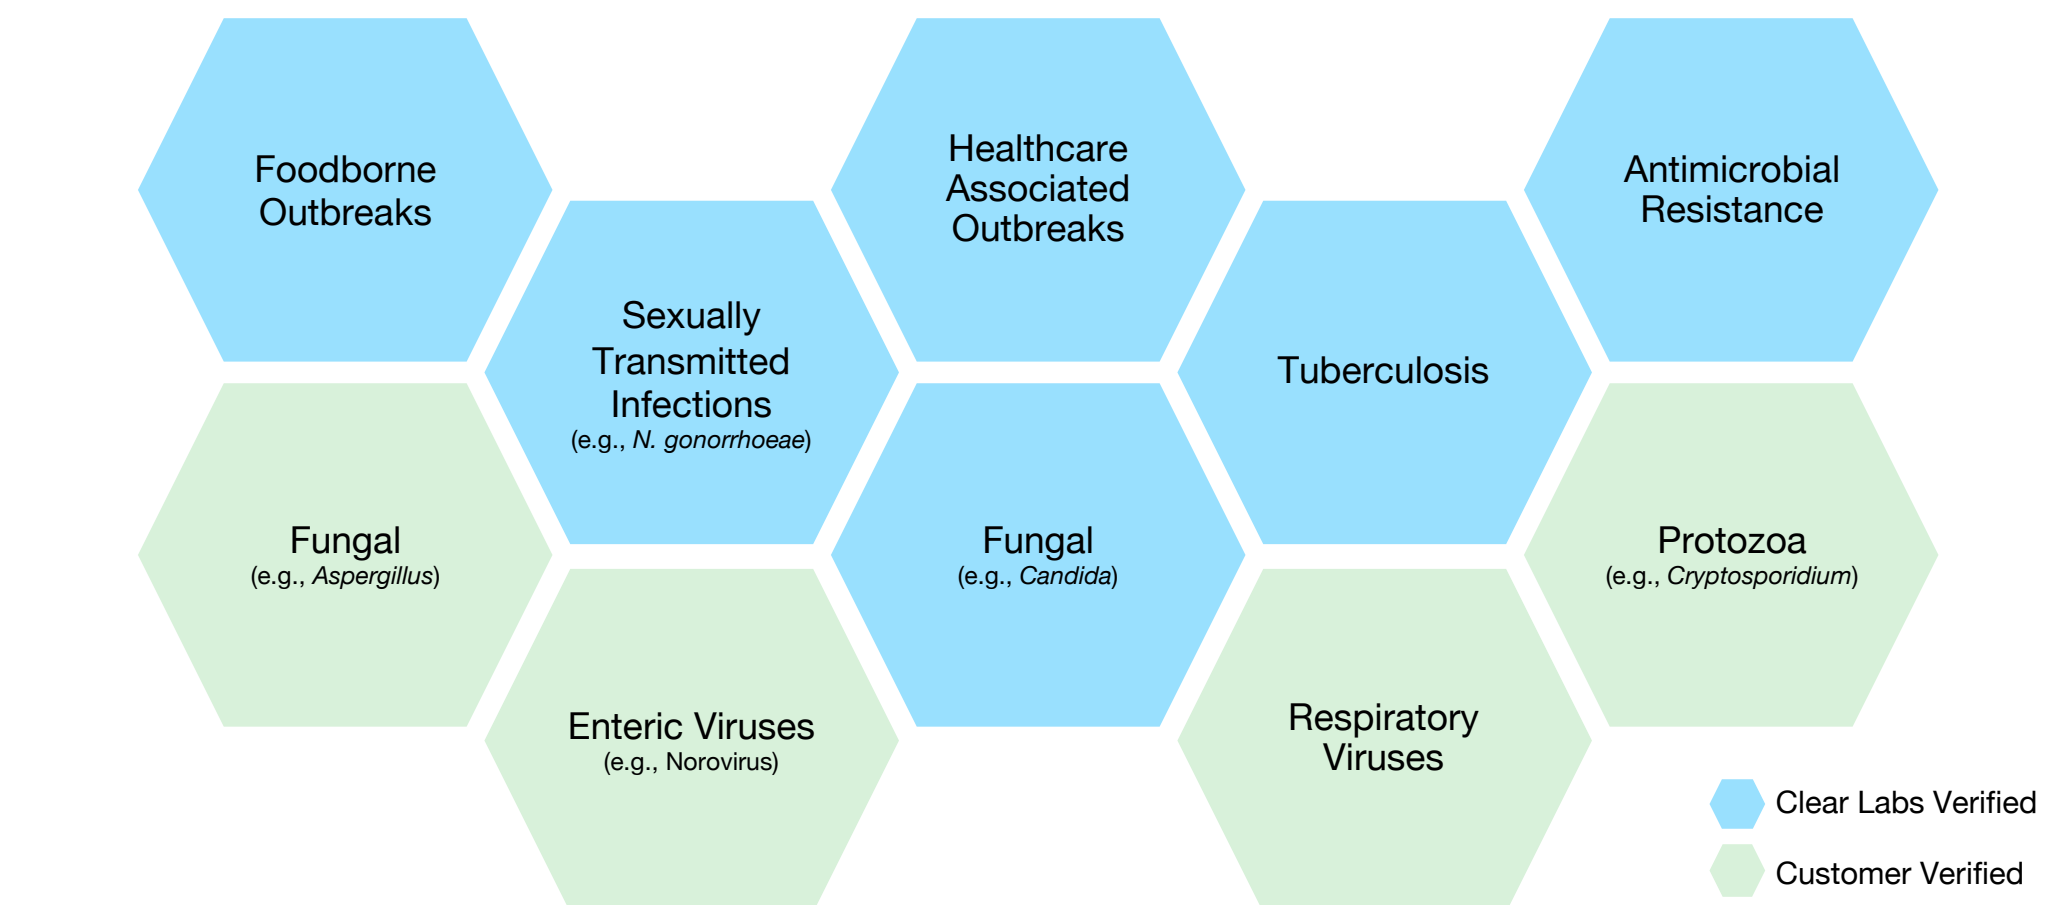 Foodborne
Outbreaks
Healthcare
Associated
Outbreaks
Antimicrobial
Resistance
Sexually
Transmitted
Infections
(e.g., N. gonorrhoeae)
Tuberculosis
Fungal
(e.g., Aspergillus)
Fungal
(e.g., Candida)
Protozoa
(e.g., Cryptosporidium)
Enteric Viruses
(e.g., Norovirus)
Respiratory
Viruses
Clear Labs Verified
Customer Verified